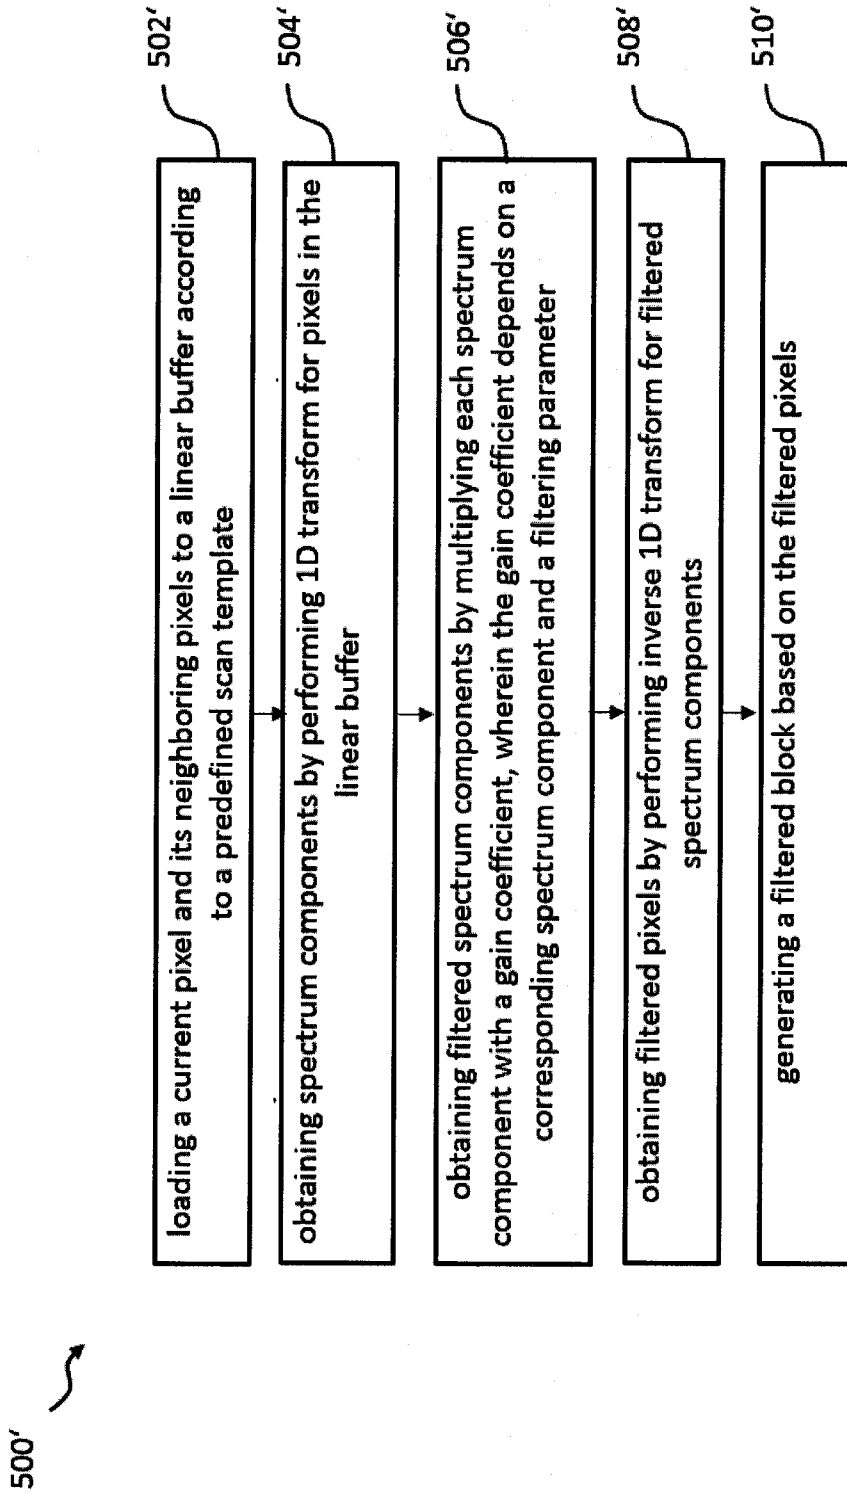 500‘
502‘
loading a current pixel and its neighboring pixels to a linear buffer according
to a predefined scan template
504‘
obtaining spectrum components by performing 1D transform for pixels in the
linear buffer
506‘
obtaining filtered spectrum components by multiplying each spectrum
component with a gain coefficient, wherein the gain coefficient depends on a
corresponding spectrum component and a filtering parameter
508‘
obtaining filtered pixels by performing inverse 1D transform for filtered
spectrum components
510‘
generating a filtered block based on the filtered pixels